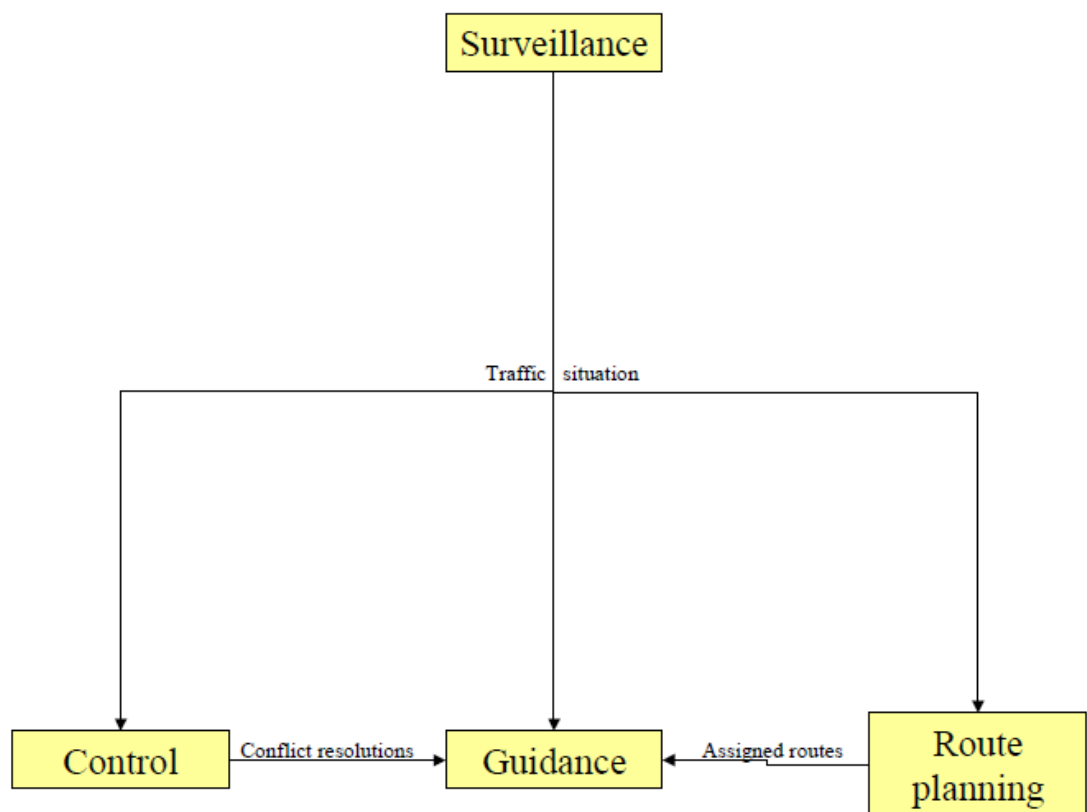 Surveillance
Traffic situation
Control
Conflict resolutions
Guidance
Assigned routes
Route
planning